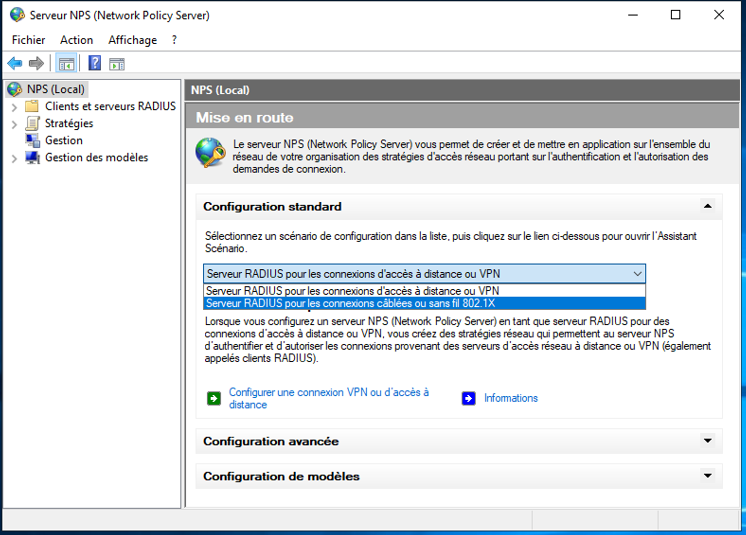 Serveur NPS (Network Policy Server)
Fichier Action Affichage ?
NPS (Local)
Clients et serveurs RADIUS
Stratégies
Gestion
Gestion des modèles
NPS (Local)
Mise en route
Le serveur NPS (Network Policy Server) vous permet de créer et de mettre en application sur l'ensemble du
réseau de votre organisation des stratégies d'accès réseau portant sur l'authentification et l'autorisation des
demandes de connexion.
Configuration standard
Sélectionnez un scénario de configuration dans la liste, puis cliquez sur le lien ci-dessous pour ouvrir l'Assistant
Scénario.
Serveur RADIUS pour les connexions d'accès à distance ou VPN
Serveur RADIUS pour les connexions d'accès à distance ou VPN
Serveur RADIUS pour les connexions câblées ou sans fil 802.1X
Lorsque vous configurez un serveur NPS (Network Policy Server) en tant que serveur RADIUS pour des
connexions d'accès à distance ou VPN, vous créez des stratégies réseau qui permettent au serveur NPS
d'authentifier et d'autoriser les connexions provenant des serveurs d'accès réseau à distance ou VPN (également
appelés clients RADIUS).
Configurer une connexion VPN ou d'accès à
distance
Informations
Configuration avancée
Configuration de modèles